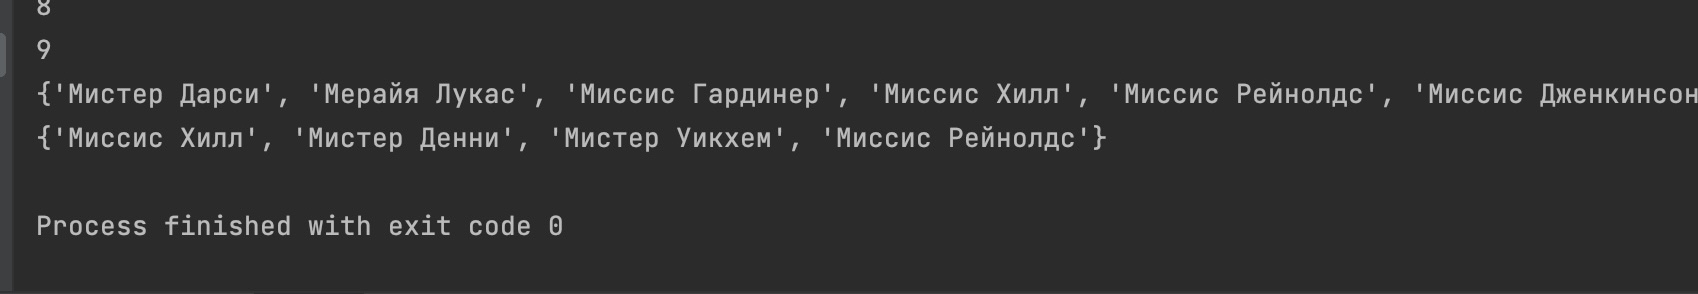 8
9
{'Мистер Дарси', 'Мерайя Лукас', 'Миссис Гардинер', 'Миссис Хилл', 'Миссис Рейнолдс', 'Миссис Дженкинсон
{'Миссис Хилл', 'Мистер Денни', 'Мистер Уикхем', 'Миссис Рейнолдс'}
Process finished with exit code 0